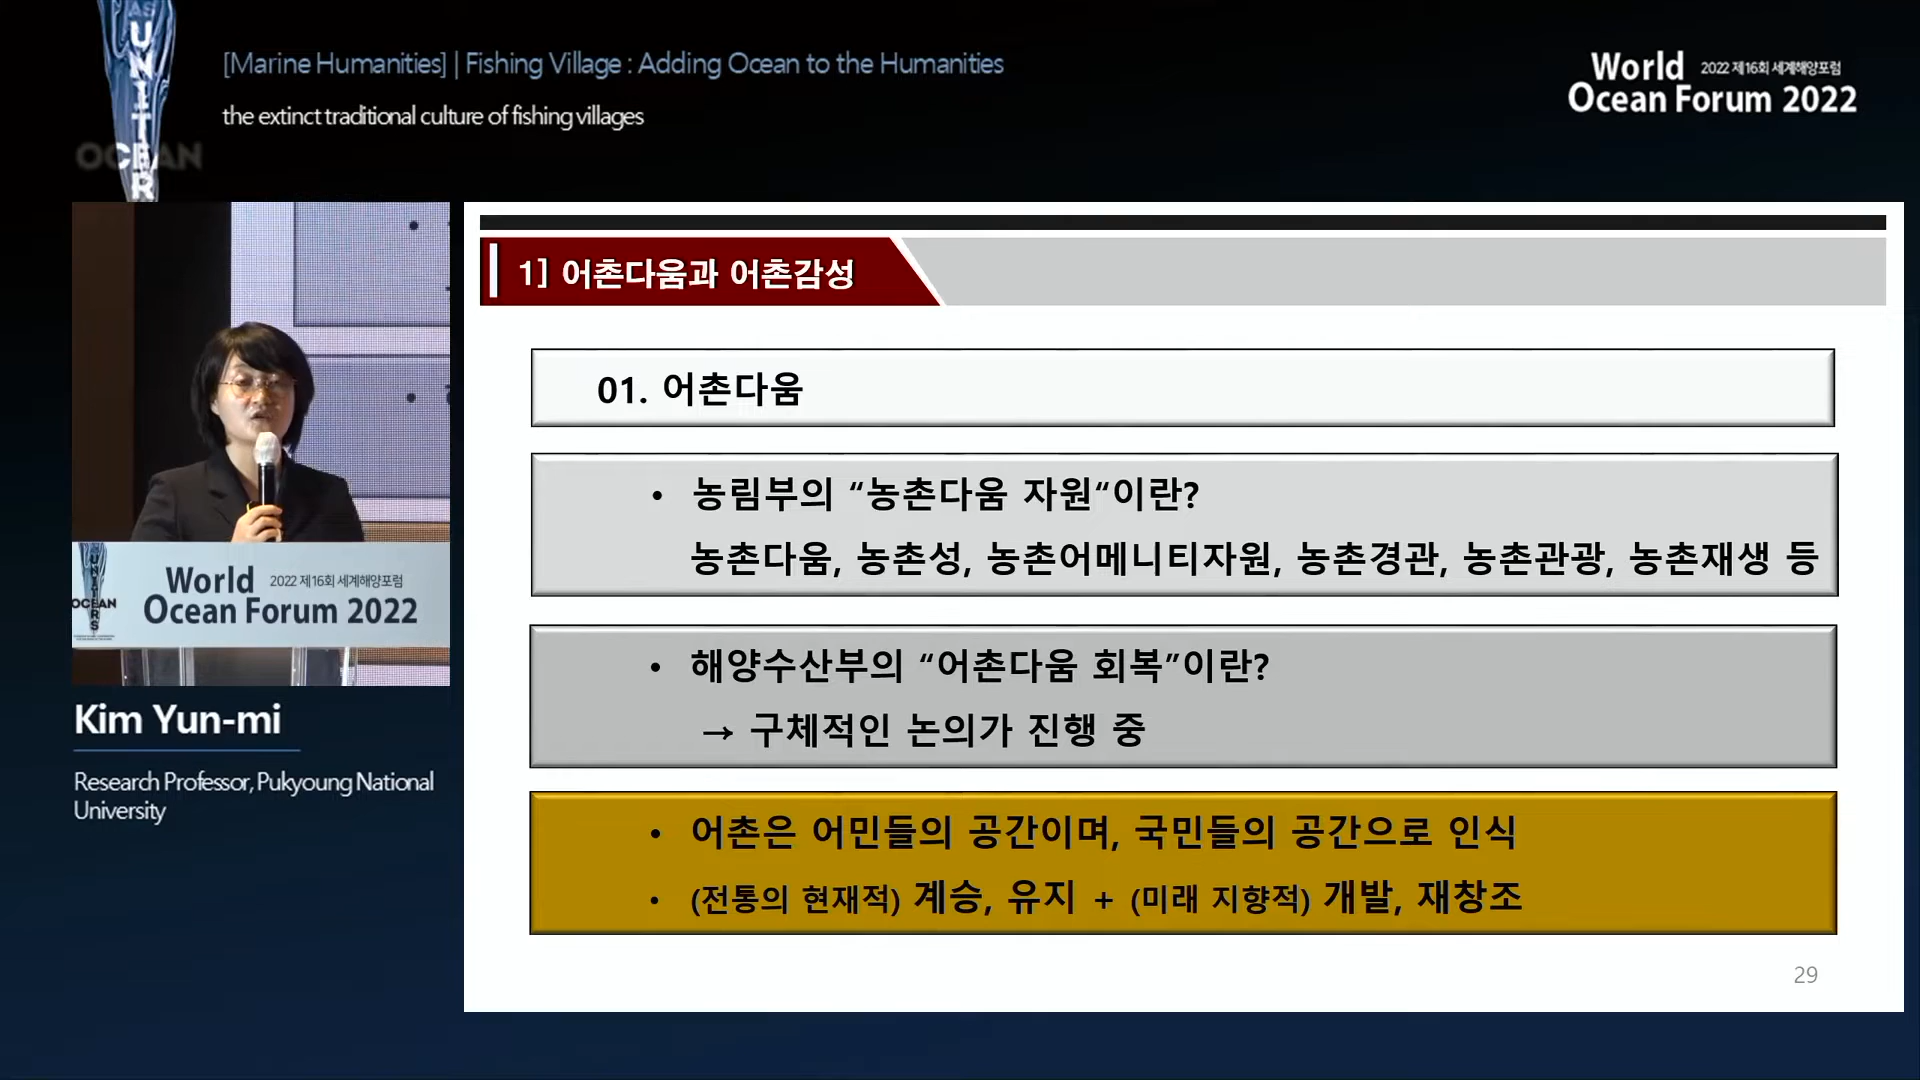 AS
UNITERS
OCEAN
[Marine Humanities] | Fishing Village : Adding Ocean to the Humanities
the extinct traditional culture of fishing villages
World 2022 제16회 세계해양포럼
Ocean Forum 2022
1] 어촌다움과 어촌감성
01. 어촌다움
• 농림부의 “농촌다움 자원“이란?
농촌다움, 농촌성, 농촌어메니티자원, 농촌경관, 농촌관광, 농촌재생 등
• 해양수산부의 “어촌다움 회복”이란?
→ 구체적인 논의가 진행 중
• 어촌은 어민들의 공간이며, 국민들의 공간으로 인식
• (전통의 현재적) 계승, 유지 + (미래 지향적) 개발, 재창조
29
UNITERS
OCEAN
World 2022 제16회 세계해양포럼
Ocean Forum 2022
Kim Yun-mi
Research Professor, Pukyoung National
University